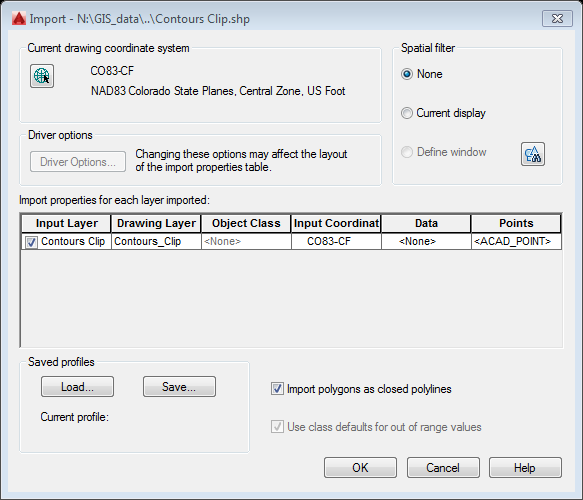 Import - N:\GIS_data\..\Contours Clip.shp
Current drawing coordinate system
CO83-CF
NAD83 Colorado State Planes, Central Zone, US Foot
Spatial filter
None
Current display
Define window
Driver options
Driver Options...
Changing these options may affect the layout
of the import properties table.
Import properties for each layer imported:
Input Layer Drawing Layer Object Class Input Coordinat Data Points
Contours Clip Contours_Clip <None> CO83-CF <None> <ACAD_POINT>
Saved profiles
Load... Save...
Current profile:
Import polygons as closed polylines
Use class defaults for out of range values
OK Cancel Help